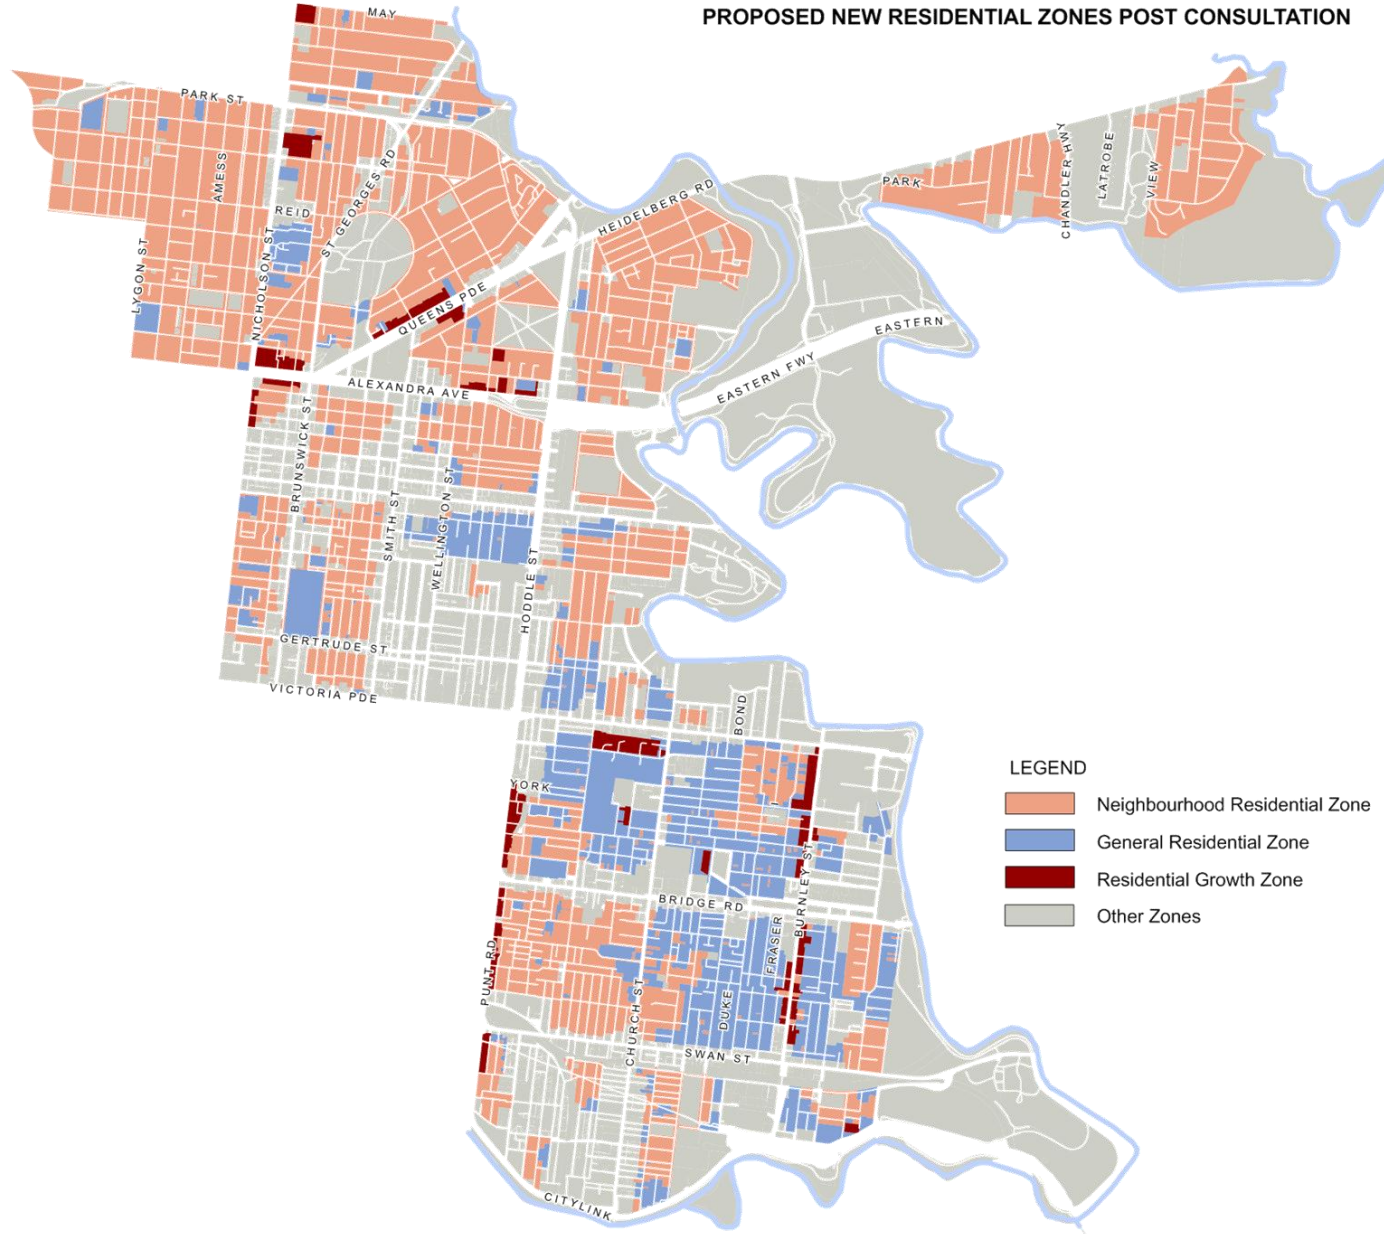 PROPOSED NEW RESIDENTIAL ZONES POST CONSULTATION
MAY
PARK ST
AMESS
ST GEORGES RD
REID
LYGON ST
NICHOLSON ST
HEIDELBERG RD
QUEENS PDE
PARK
CHANDLER HWY
LATROBE
VIEW
EASTERN
EASTERN FWY
ALEXANDRA AVE
BRUNSWICK ST
SMITH ST
WELLINGTON ST
HODDLE ST
GERTRUDE ST
VICTORIA PDE
BOND
YORK
BURNLEY ST
BRIDGE RD
FRASER
PUNT RD
CHURCH ST
DUKE
SWAN ST
CITYLINK
LEGEND
Neighbourhood Residential Zone
General Residential Zone
Residential Growth Zone
Other Zones